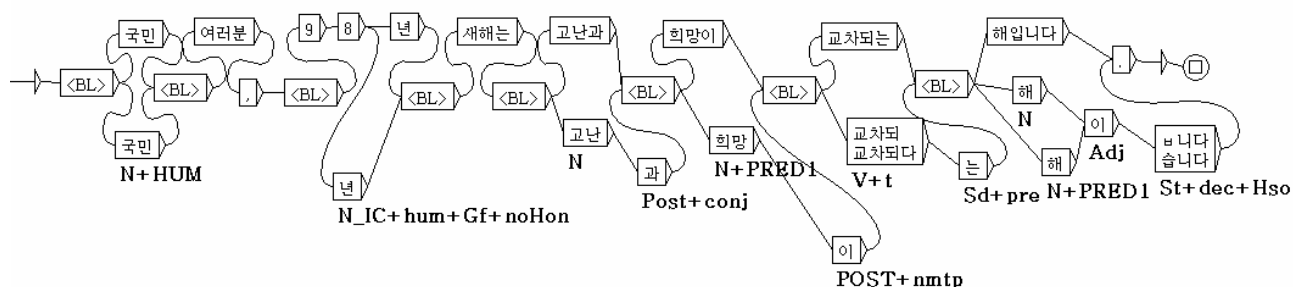 국민 여러분 9 8 년 새해는 고난과 희망이 교차되는 해입니다 .
<BL> <BL> <BL> , <BL> <BL> <BL> <BL> <BL> <BL>
국민 고난 희망 교차되 해 이 ㅂ니다
N+HUM N 과 N+PRED1 교차되다 는 N Adj 습니다
년 Post+conj V+t Sd+pre 해 St+dec+Hso
N_IC+hum+Gf+noHon N+PRED1
이
POST+nmtp